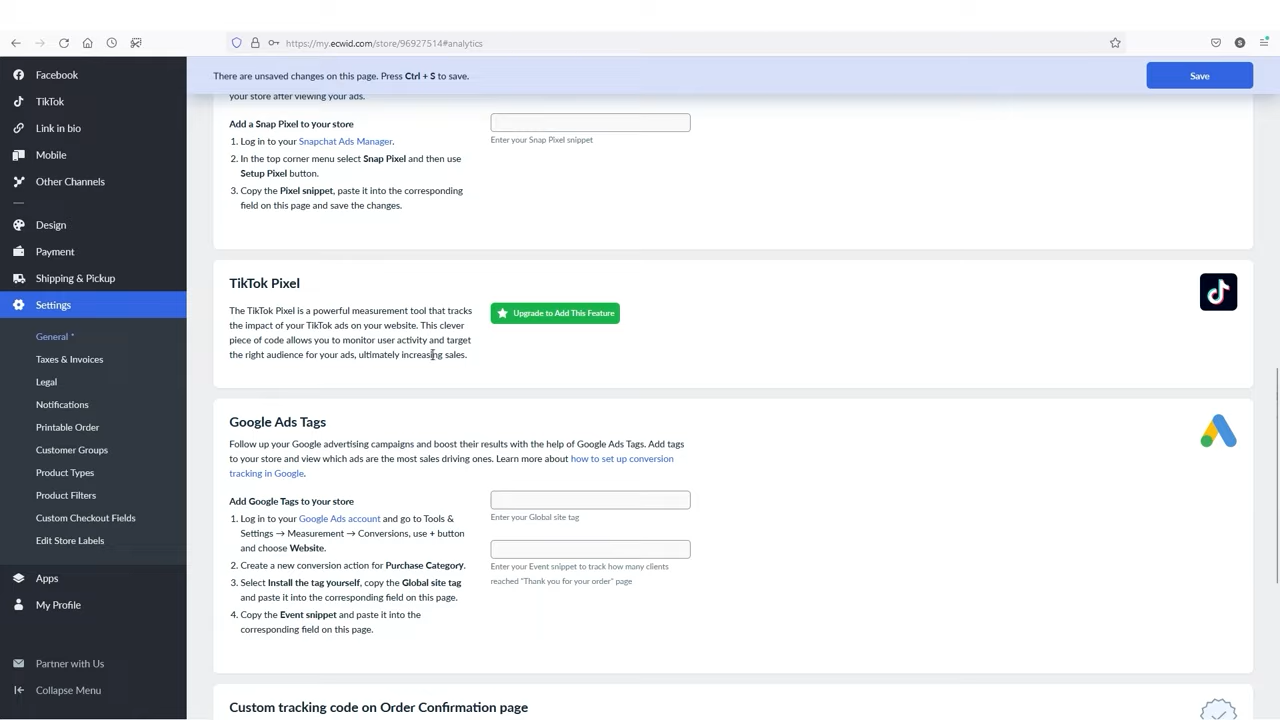 https://my.ecwid.com/store/96927514#analytics
S
Facebook
TikTok
Link in bio
Mobile
Other Channels
Design
Payment
Shipping & Pickup
Settings
General *
Taxes & Invoices
Legal
Notifications
Printable Order
Customer Groups
Product Types
Product Filters
Custom Checkout Fields
Edit Store Labels
Apps
My Profile
Partner with Us
Collapse Menu
There are unsaved changes on this page. Press Ctrl + S to save.
Save
your store after viewing your ads.
Add a Snap Pixel to your store
1. Log in to your Snapchat Ads Manager.
2. In the top corner menu select Snap Pixel and then use
Setup Pixel button.
3. Copy the Pixel snippet, paste it into the corresponding
field on this page and save the changes.
Enter your Snap Pixel snippet
TikTok Pixel
The TikTok Pixel is a powerful measurement tool that tracks
the impact of your TikTok ads on your website. This clever
piece of code allows you to monitor user activity and target
the right audience for your ads, ultimately increasing sales.
Upgrade to Add This Feature
Google Ads Tags
Follow up your Google advertising campaigns and boost their results with the help of Google Ads Tags. Add tags
to your store and view which ads are the most sales driving ones. Learn more about how to set up conversion
tracking in Google.
Add Google Tags to your store
1. Log in to your Google Ads account and go to Tools &
Settings → Measurement → Conversions, use + button
and choose Website.
2. Create a new conversion action for Purchase Category.
3. Select Install the tag yourself, copy the Global site tag
and paste it into the corresponding field on this page.
4. Copy the Event snippet and paste it into the
corresponding field on this page.
Enter your Global site tag
Enter your Event snippet to track how many clients
reached "Thank you for your order" page
Custom tracking code on Order Confirmation page